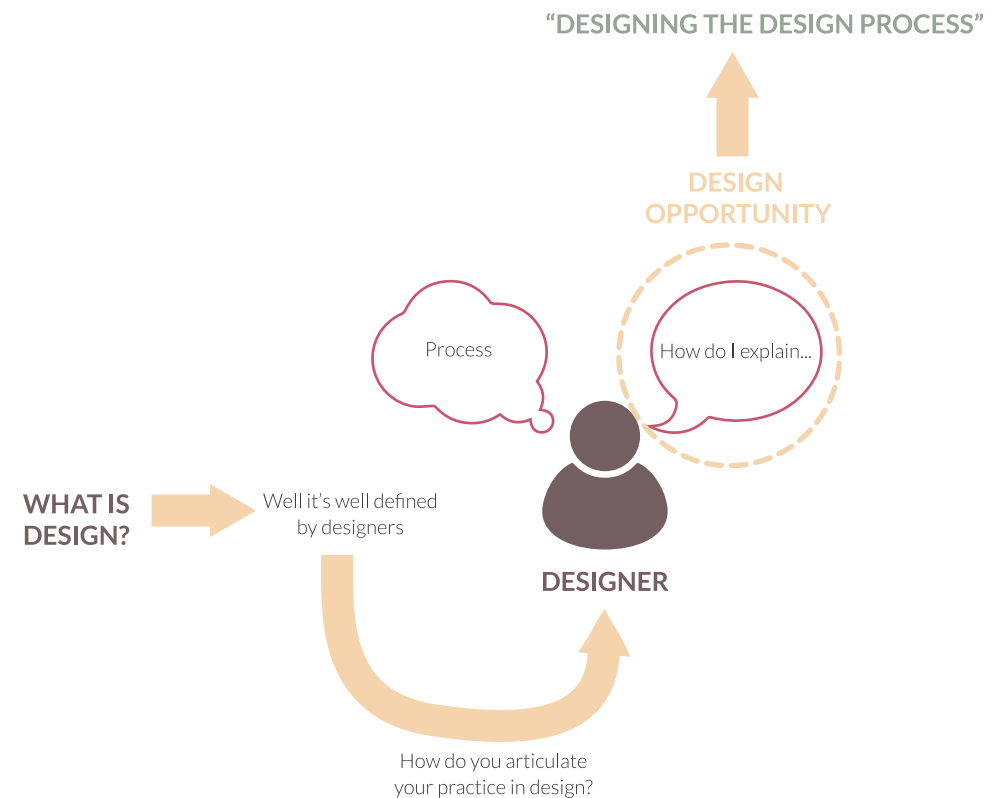 “DESIGNING THE DESIGN PROCESS”
DESIGN
OPPORTUNITY
Process
How do I explain...
WHAT IS
DESIGN?
Well it’s well defined
by designers
DESIGNER
How do you articulate
your practice in design?